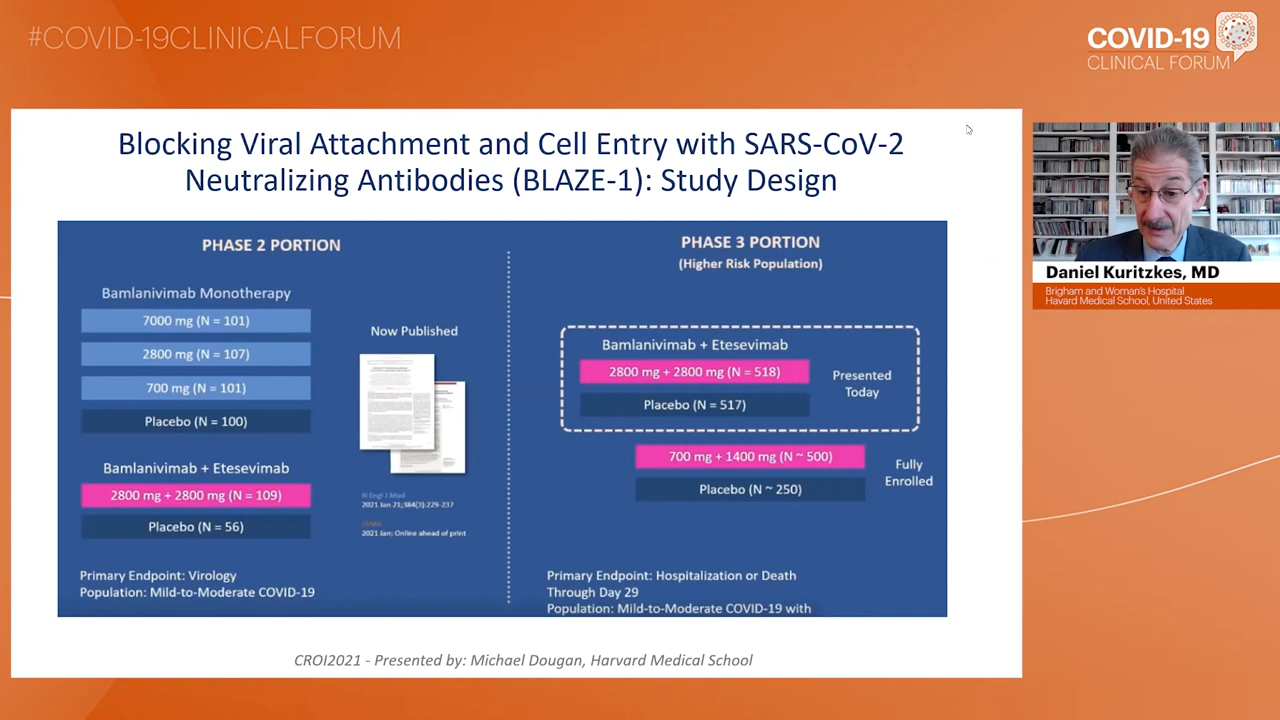 #COVID-19CLINICALFORUM
COVID-19
CLINICAL FORUM
Blocking Viral Attachment and Cell Entry with SARS-CoV-2
Neutralizing Antibodies (BLAZE-1): Study Design
PHASE 2 PORTION
Bamlanivimab Monotherapy
7000 mg (N = 101)
2800 mg (N = 107)
700 mg (N = 101)
Placebo (N = 100)
Bamlanivimab + Etesevimab
2800 mg + 2800 mg (N = 109)
Placebo (N = 56)
Primary Endpoint: Virology
Population: Mild-to-Moderate COVID-19
Now Published
N Engl J Med
2021 Jan 21;384(3):229-237
JAMA
2021 Jan; Online ahead of print
PHASE 3 PORTION
(Higher Risk Population)
Bamlanivimab + Etesevimab
2800 mg + 2800 mg (N = 518)
Placebo (N = 517)
Presented
Today
700 mg + 1400 mg (N ~ 500)
Placebo (N ~ 250)
Fully
Enrolled
Primary Endpoint: Hospitalization or Death
Through Day 29
Population: Mild-to-Moderate COVID-19 with
CROI2021 - Presented by: Michael Dougan, Harvard Medical School
Daniel Kuritzkes, MD
Brigham and Woman's Hospital
Havard Medical School, United States